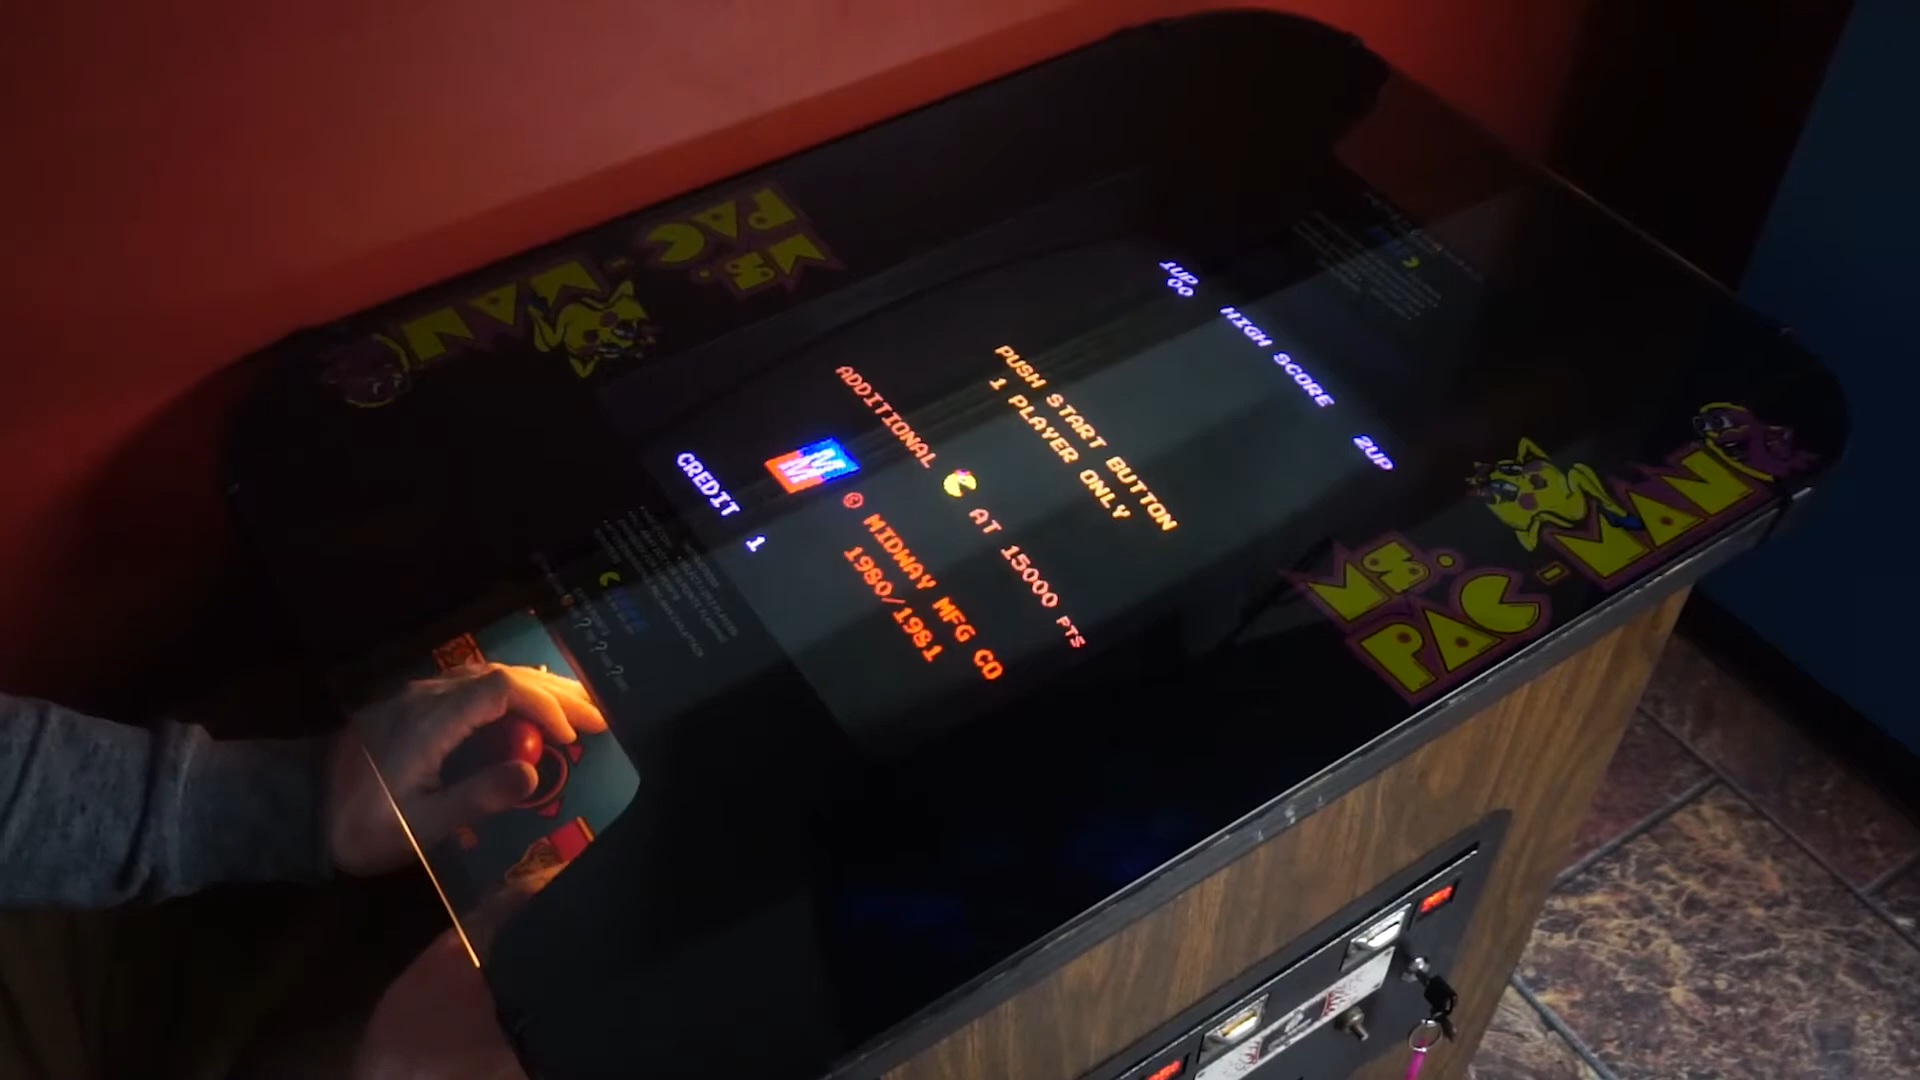 1UP
00
HIGH SCORE
2UP
PUSH START BUTTON
1 PLAYER ONLY
ADDITIONAL AT 15000 PTS
© MIDWAY MFG CO
1980/1981
CREDIT 1
MS.
PAC-MAN
MS.
PAC-MAN
25¢